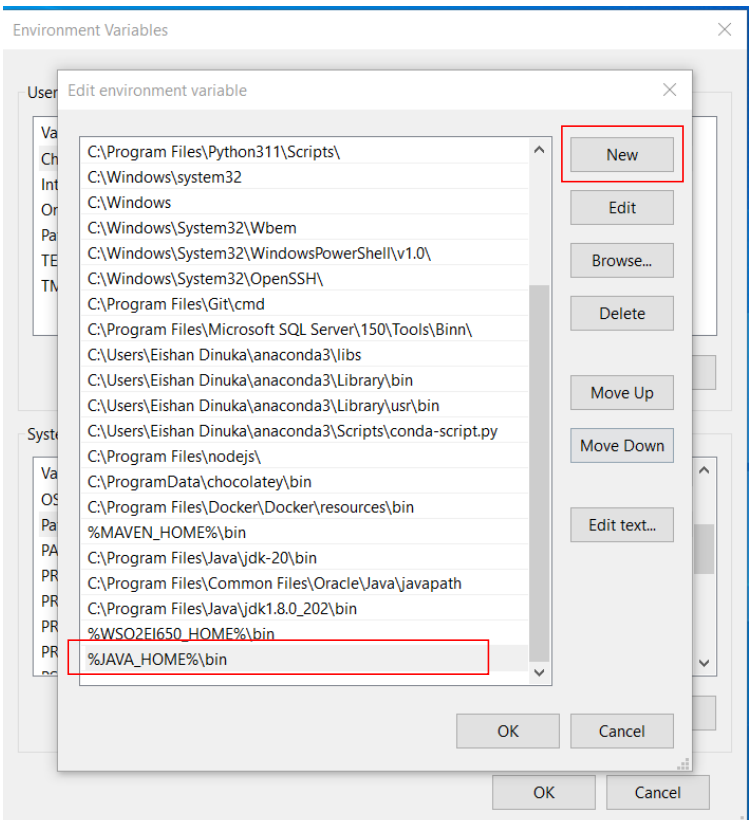 Environment Variables
User
Edit environment variable
Va
Ch
Int
Or
Pa
TE
C:\Program Files\Python311\Scripts\
C:\Windows\system32
C:\Windows
C:\Windows\System32\Wbem
C:\Windows\System32\WindowsPowerShell\v1.0\
C:\Windows\System32\OpenSSH\
C:\Program Files\Git\cmd
C:\Program Files\Microsoft SQL Server\150\Tools\Binn\
C:\Users\Eishan Dinuka\anaconda3\libs
C:\Users\Eishan Dinuka\anaconda3\Library\bin
C:\Users\Eishan Dinuka\anaconda3\Library\usr\bin
C:\Users\Eishan Dinuka\anaconda3\Scripts\conda-script.py
C:\Program Files\nodejs\
C:\ProgramData\chocolatey\bin
C:\Program Files\Docker\Docker\resources\bin
%MAVEN_HOME%\bin
C:\Program Files\Java\jdk-20\bin
C:\Program Files\Common Files\Oracle\Java\javapath
C:\Program Files\Java\jdk1.8.0_202\bin
%WSO2EI650_HOME%\bin
%JAVA_HOME%\bin
New
Edit
Browse...
Delete
Move Up
Move Down
Edit text...
Syste
Va
OS
Pa
PA
PR
PR
PR
PR
OK
Cancel
OK
Cancel